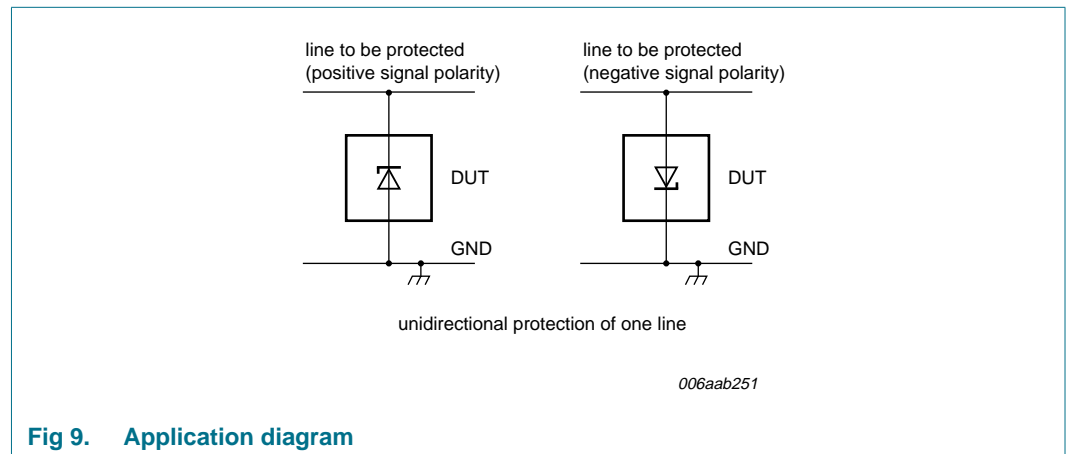 line to be protected
(positive signal polarity)
line to be protected
(negative signal polarity)
DUT
DUT
GND
GND
unidirectional protection of one line
006aab251
Fig 9. Application diagram